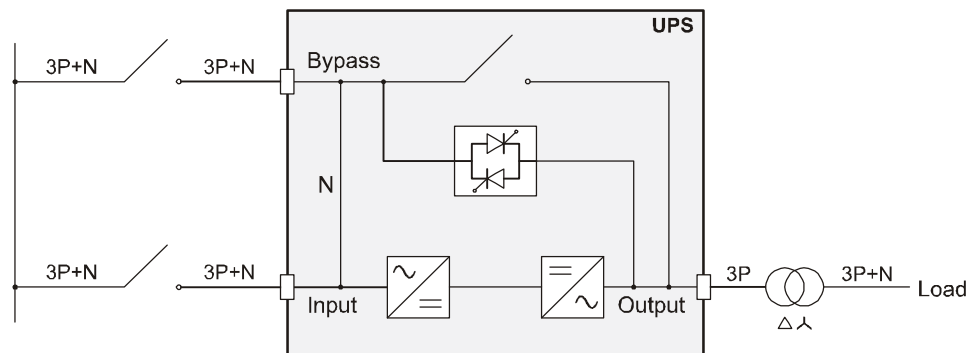 UPS
3P+N
3P+N
Bypass
N
3P+N
3P+N
Input
Output
3P
3P+N
Load